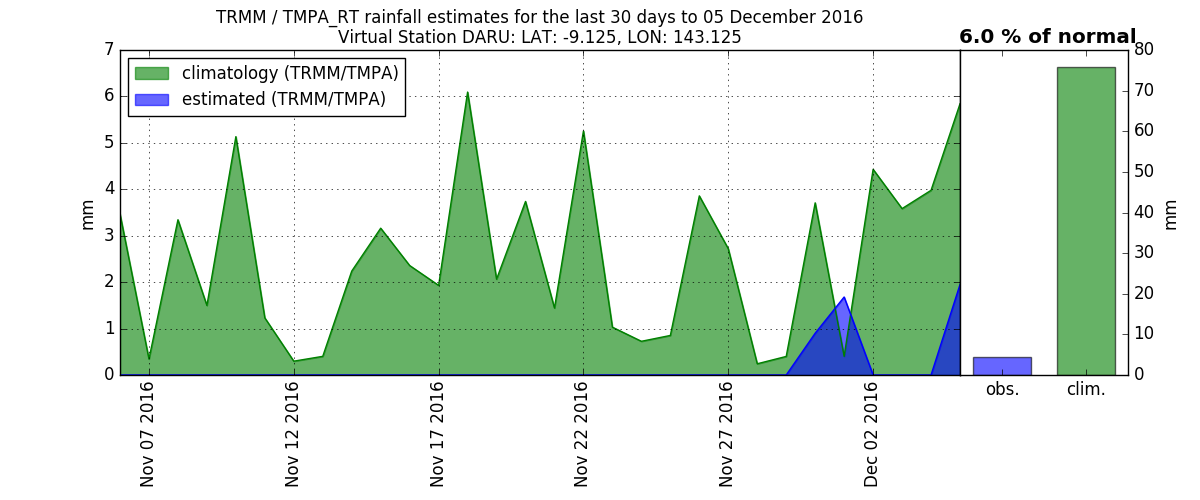 TRMM / TMPA_RT rainfall estimates for the last 30 days to 05 December 2016
Virtual Station DARU: LAT: -9.125, LON: 143.125
6.0 % of normal
climatology (TRMM/TMPA)
estimated (TRMM/TMPA)
7
6
5
4
3
2
1
0
mm
Nov 07 2016
Nov 12 2016
Nov 17 2016
Nov 22 2016
Nov 27 2016
Dec 02 2016
obs.
clim.
80
70
60
50
40
30
20
10
0
mm